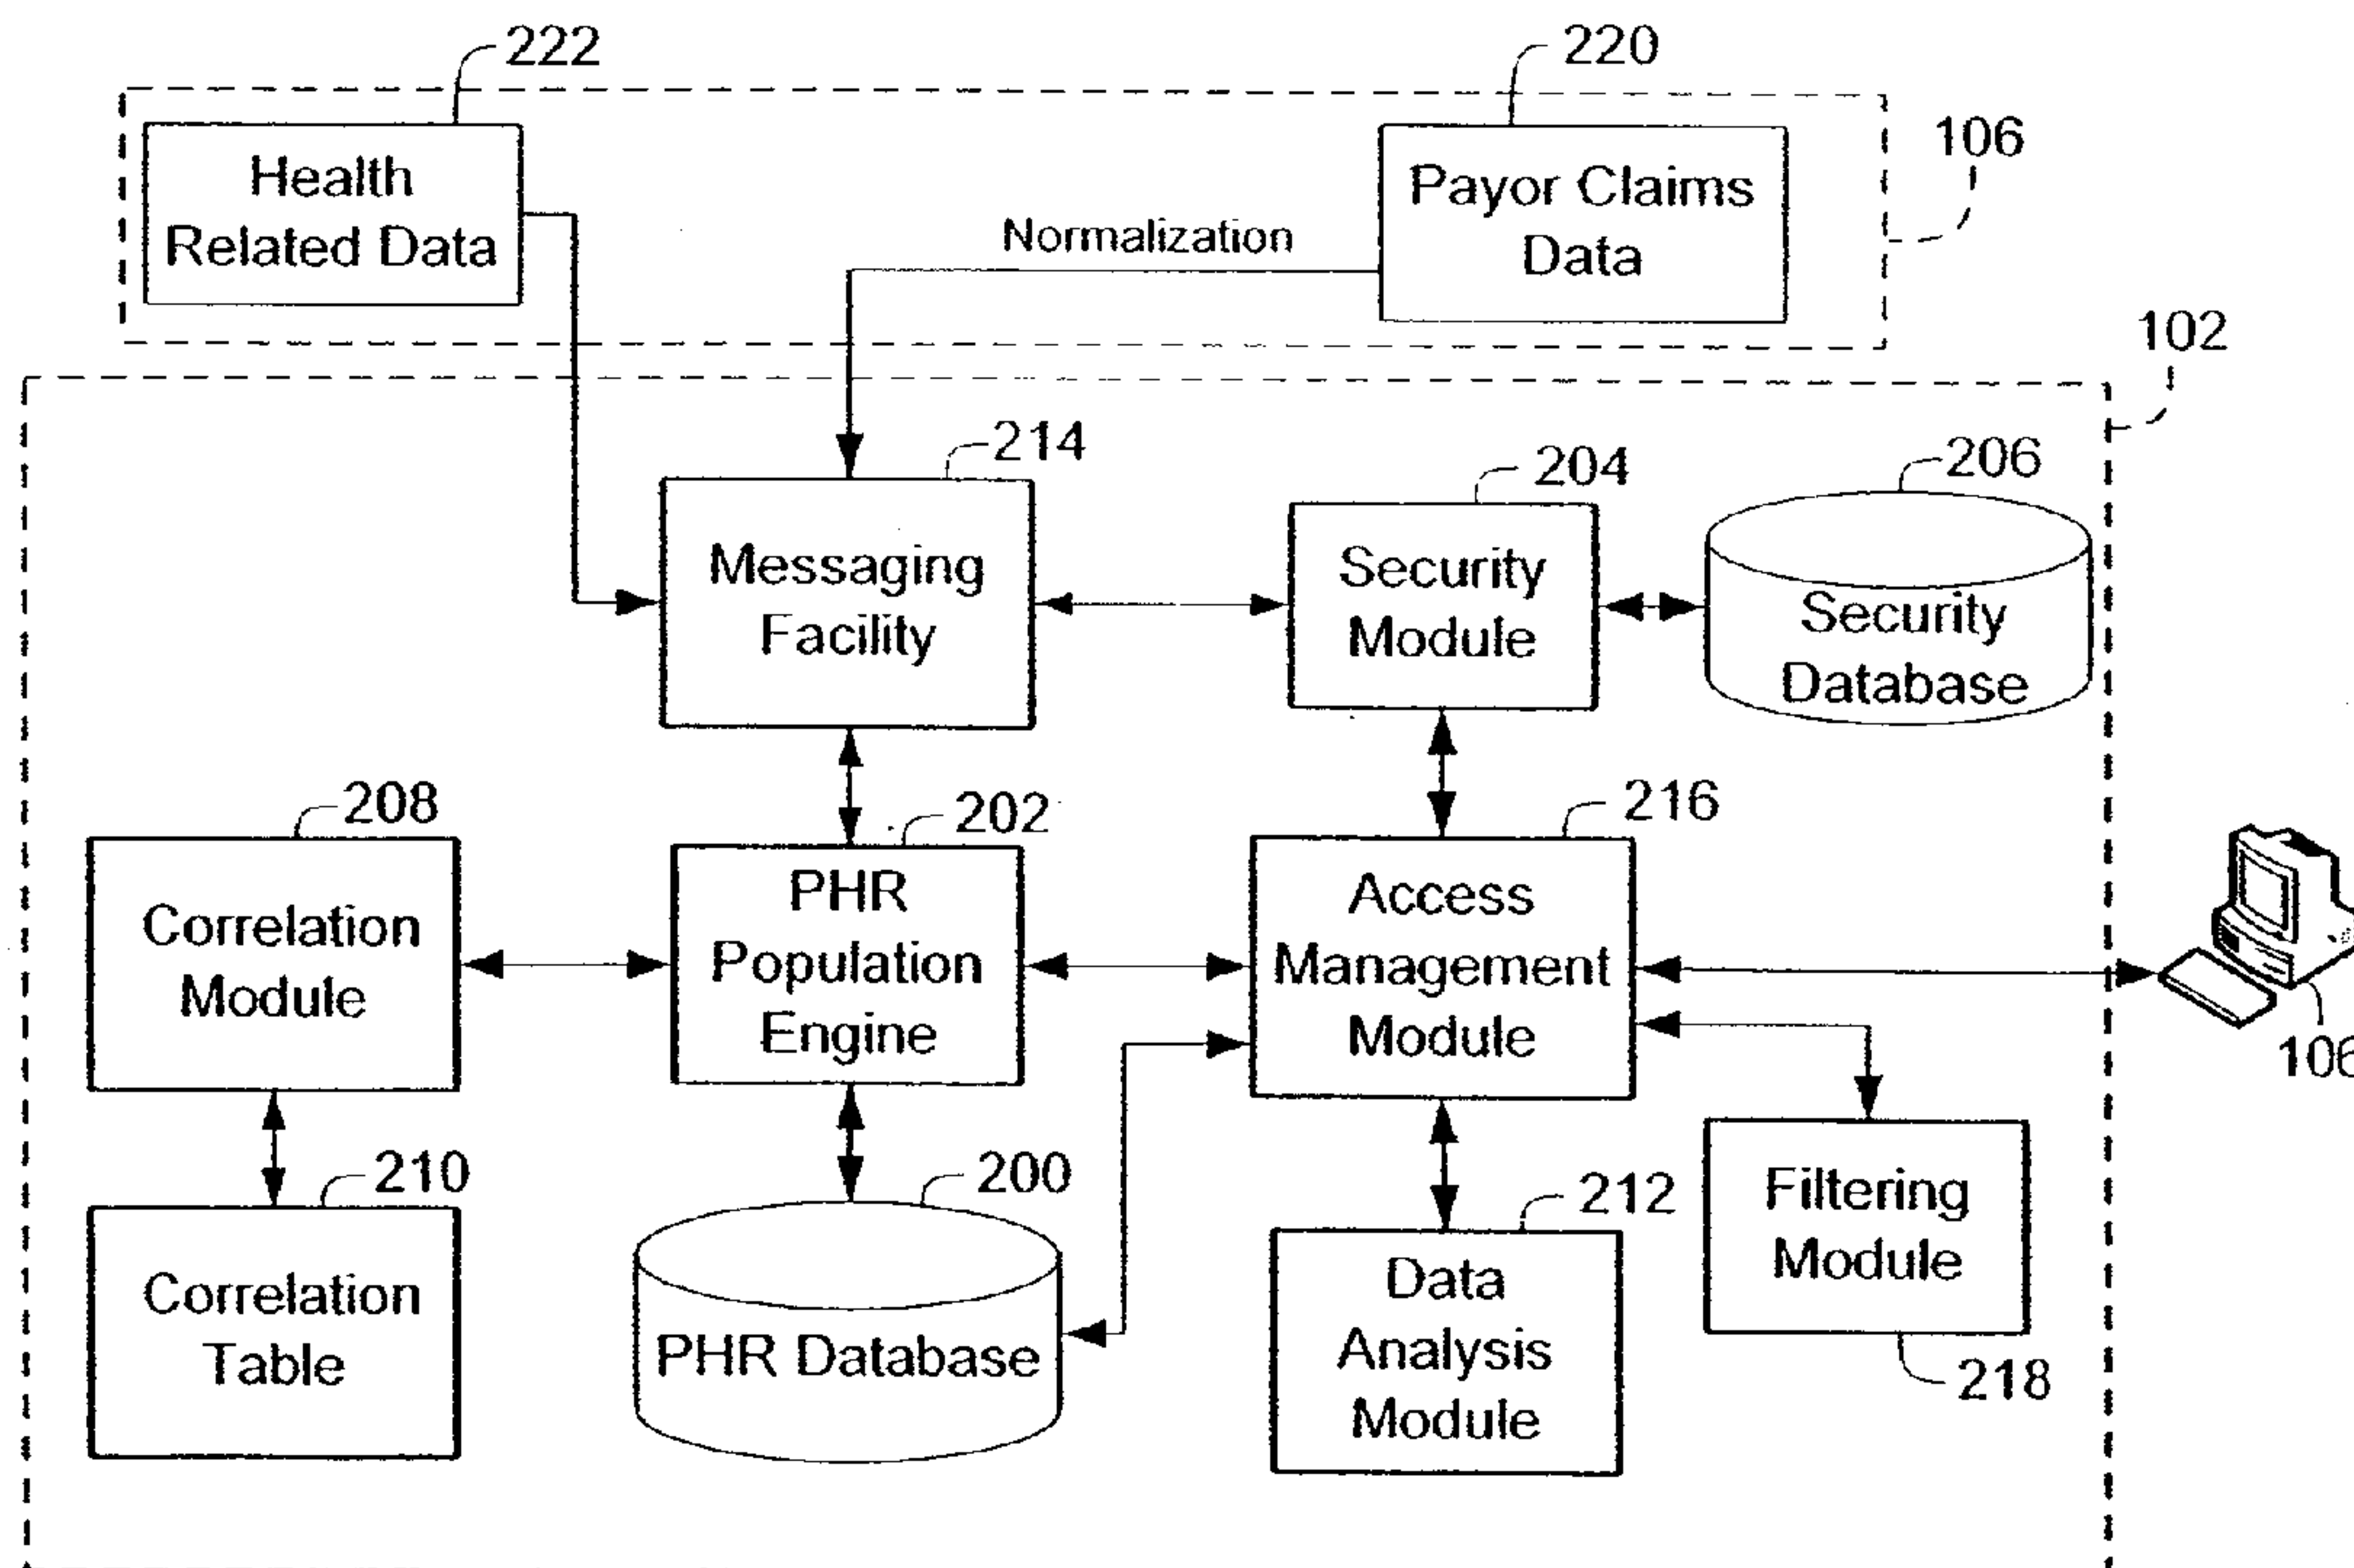 222
220
Health
Related Data
Normalization
Payor Claims
Data
106
102
214
204
206
Messaging
Facility
Security
Module
Security
Database
208
202
216
Correlation
Module
PHR
Population
Engine
Access
Management
Module
106
210
200
212
Correlation
Table
PHR Database
Data
Analysis
Module
Filtering
Module
218